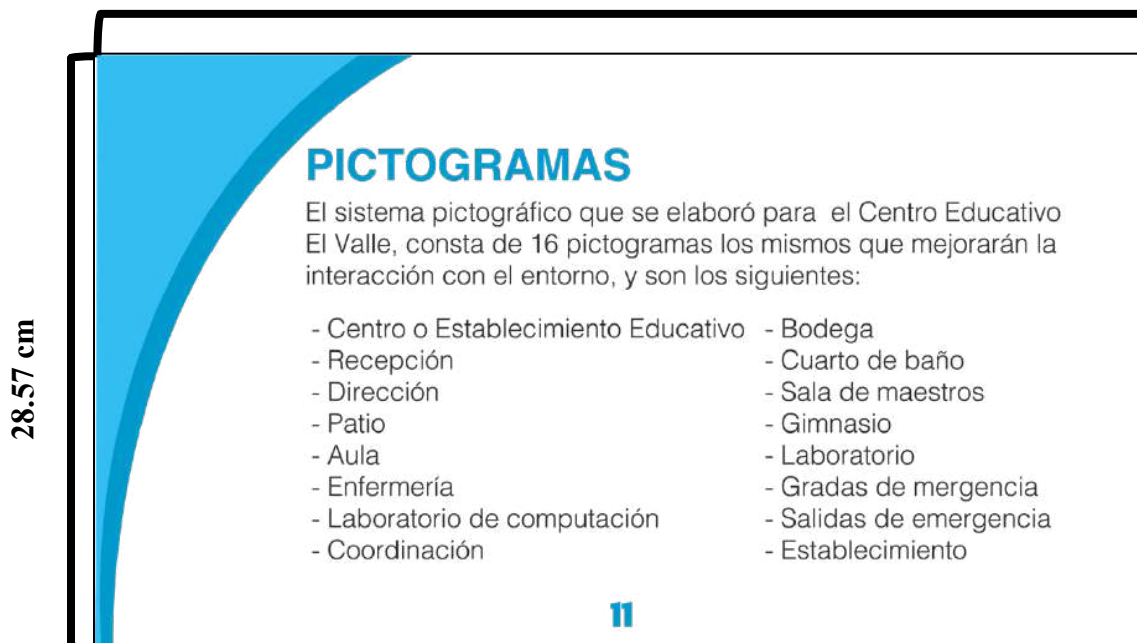 28.57 cm
PICTOGRAMAS
El sistema pictográfico que se elaboró para  el Centro Educativo
El Valle, consta de 16 pictogramas los mismos que mejorarán la
interacción con el entorno, y son los siguientes:
- Centro o Establecimiento Educativo
- Recepción
- Dirección
- Patio
- Aula
- Enfermería
- Laboratorio de computación
- Coordinación
- Bodega
- Cuarto de baño
- Sala de maestros
- Gimnasio
- Laboratorio
- Gradas de mergencia
- Salidas de emergencia
- Establecimiento
11